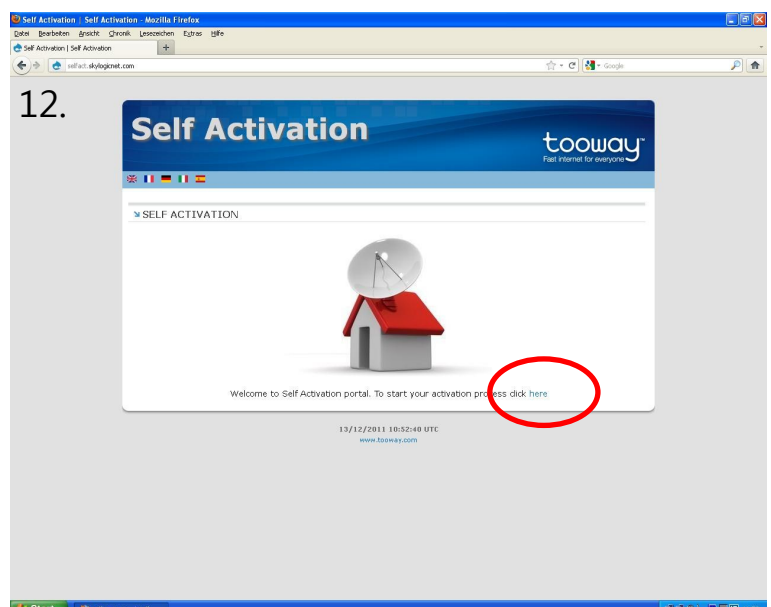 Self Activation | Self Activation - Mozilla Firefox
Datei Bearbeiten Ansicht Chronik Lesezeichen Extras Hilfe
Self Activation | Self Activation
selfact.skylogicnet.com
Google
12.
Self Activation
tooway™
Fast internet for everyone
SELF ACTIVATION
Welcome to Self Activation portal. To start your activation process click here
13/12/2011 10:52:40 UTC
www.tooway.com
Start